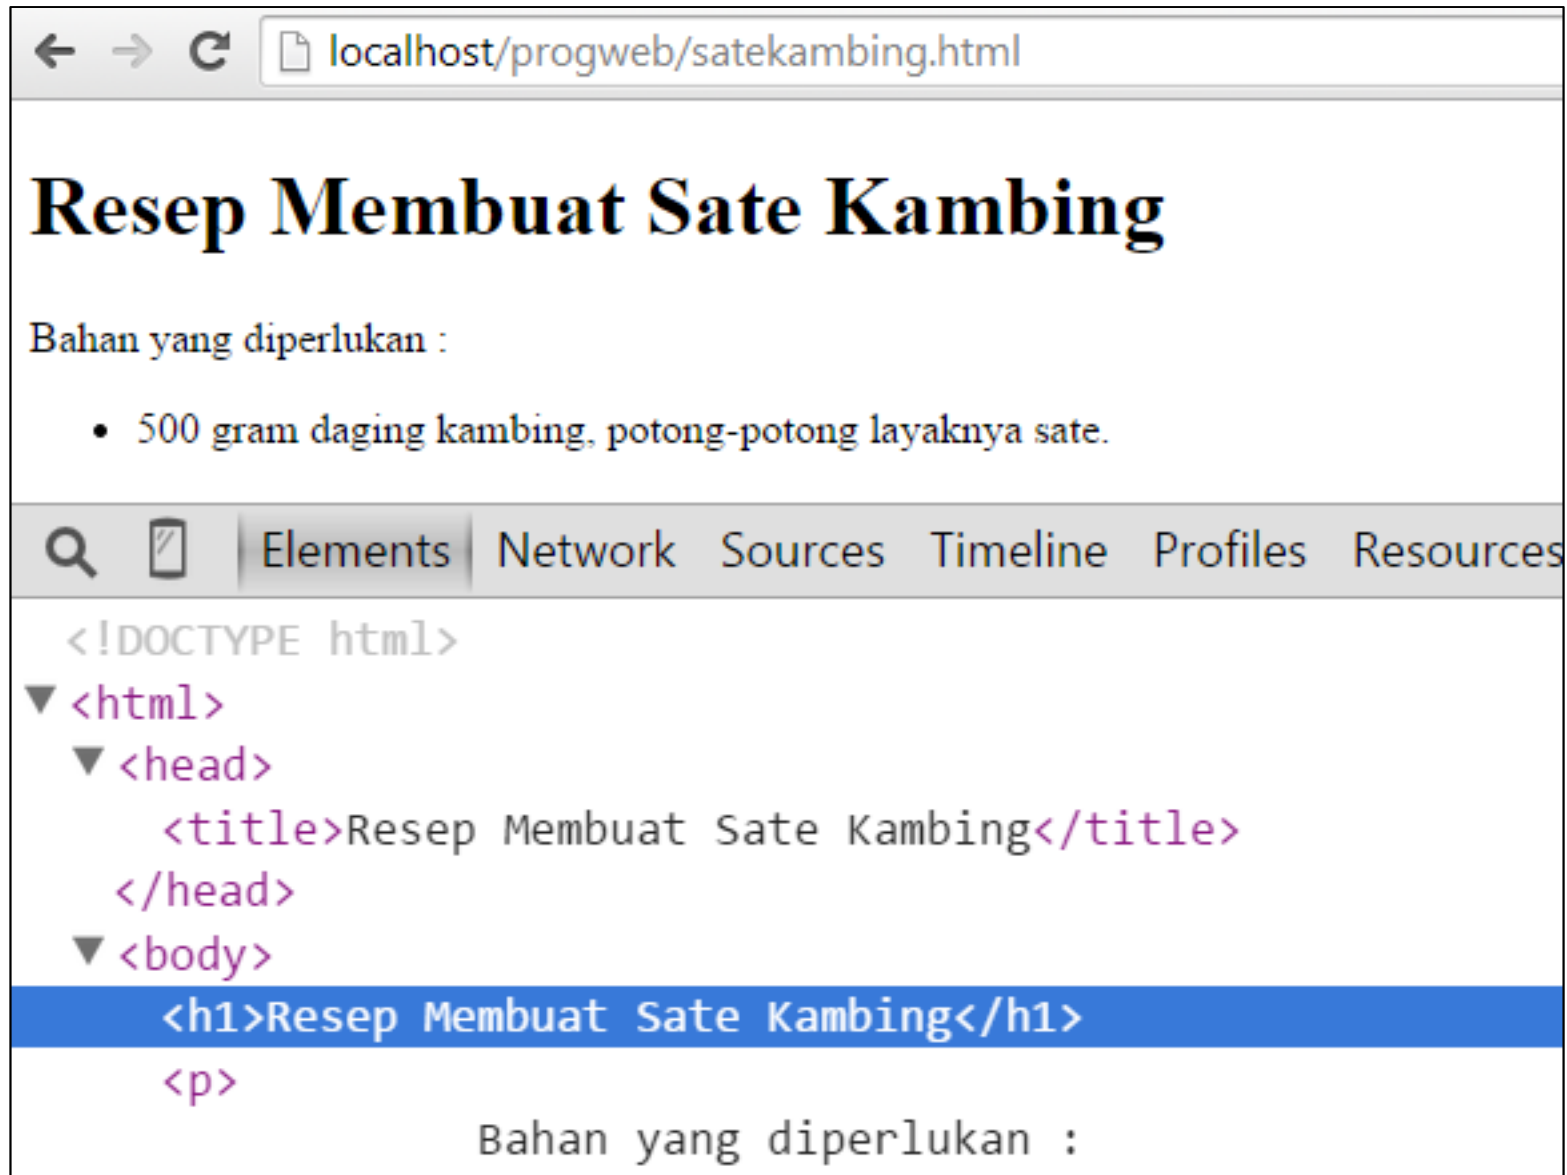 localhost/progweb/satekambing.html
Resep Membuat Sate Kambing
Bahan yang diperlukan :
• 500 gram daging kambing, potong-potong layaknya sate.
Elements Network Sources Timeline Profiles Resources
<!DOCTYPE html>
<html>
<head>
<title>Resep Membuat Sate Kambing</title>
</head>
<body>
<h1>Resep Membuat Sate Kambing</h1>
<p>
Bahan yang diperlukan :